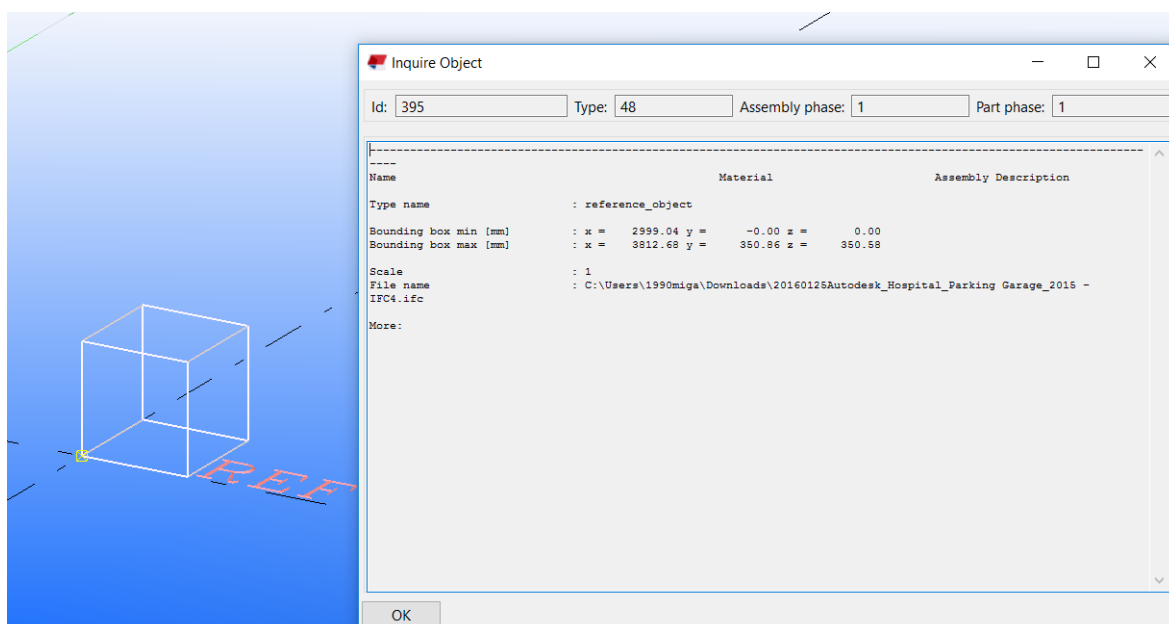 Inquire Object
Id: 395 Type: 48 Assembly phase: 1 Part phase: 1
--------------------------------------------------------------------------------------------------------------------
----
Name Material Assembly Description
Type name : reference_object
Bounding box min [mm] : x = 2999.04 y = -0.00 z = 0.00
Bounding box max [mm] : x = 3812.68 y = 350.86 z = 350.58
Scale : 1
File name : C:\Users\1990miga\Downloads\20160125Autodesk_Hospital_Parking Garage_2015 -
IFC4.ifc
More:
REF
OK